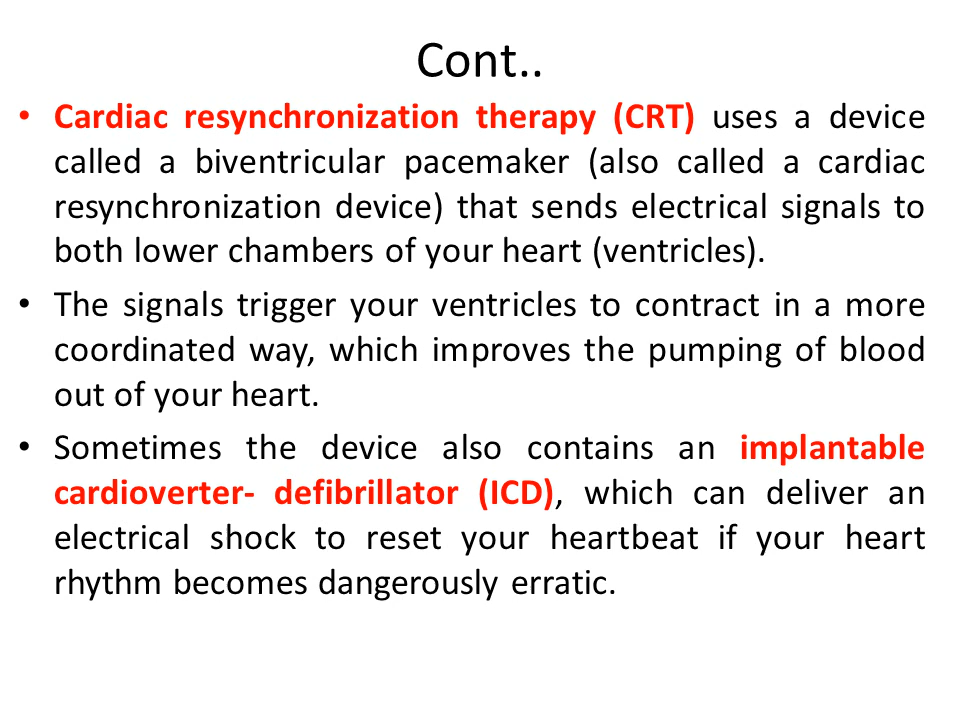 Cont..
• Cardiac resynchronization therapy (CRT) uses a device
called a biventricular pacemaker (also called a cardiac
resynchronization device) that sends electrical signals to
both lower chambers of your heart (ventricles).
• The signals trigger your ventricles to contract in a more
coordinated way, which improves the pumping of blood
out of your heart.
• Sometimes the device also contains an implantable
cardioverter- defibrillator (ICD), which can deliver an
electrical shock to reset your heartbeat if your heart
rhythm becomes dangerously erratic.